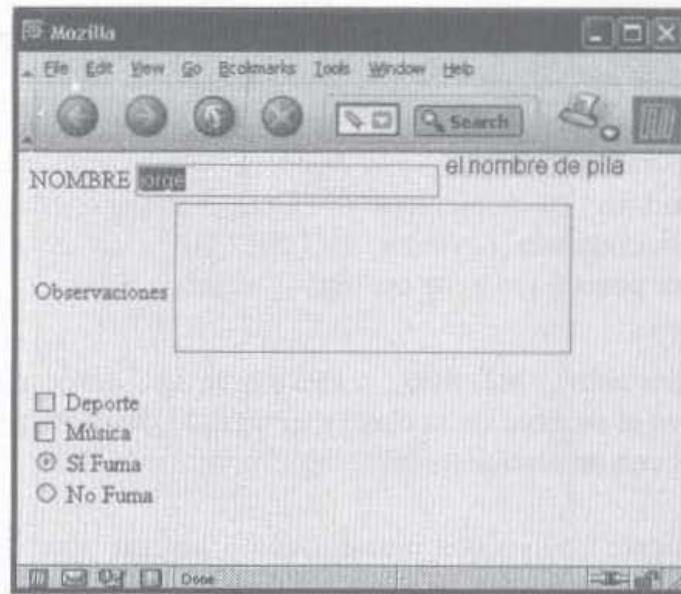 Mozilla
File Edit View Go Bookmarks Tools Window Help
Search
NOMBRE jorge el nombre de pila
Observaciones
Deporte
Música
Sí Fuma
No Fuma
Done